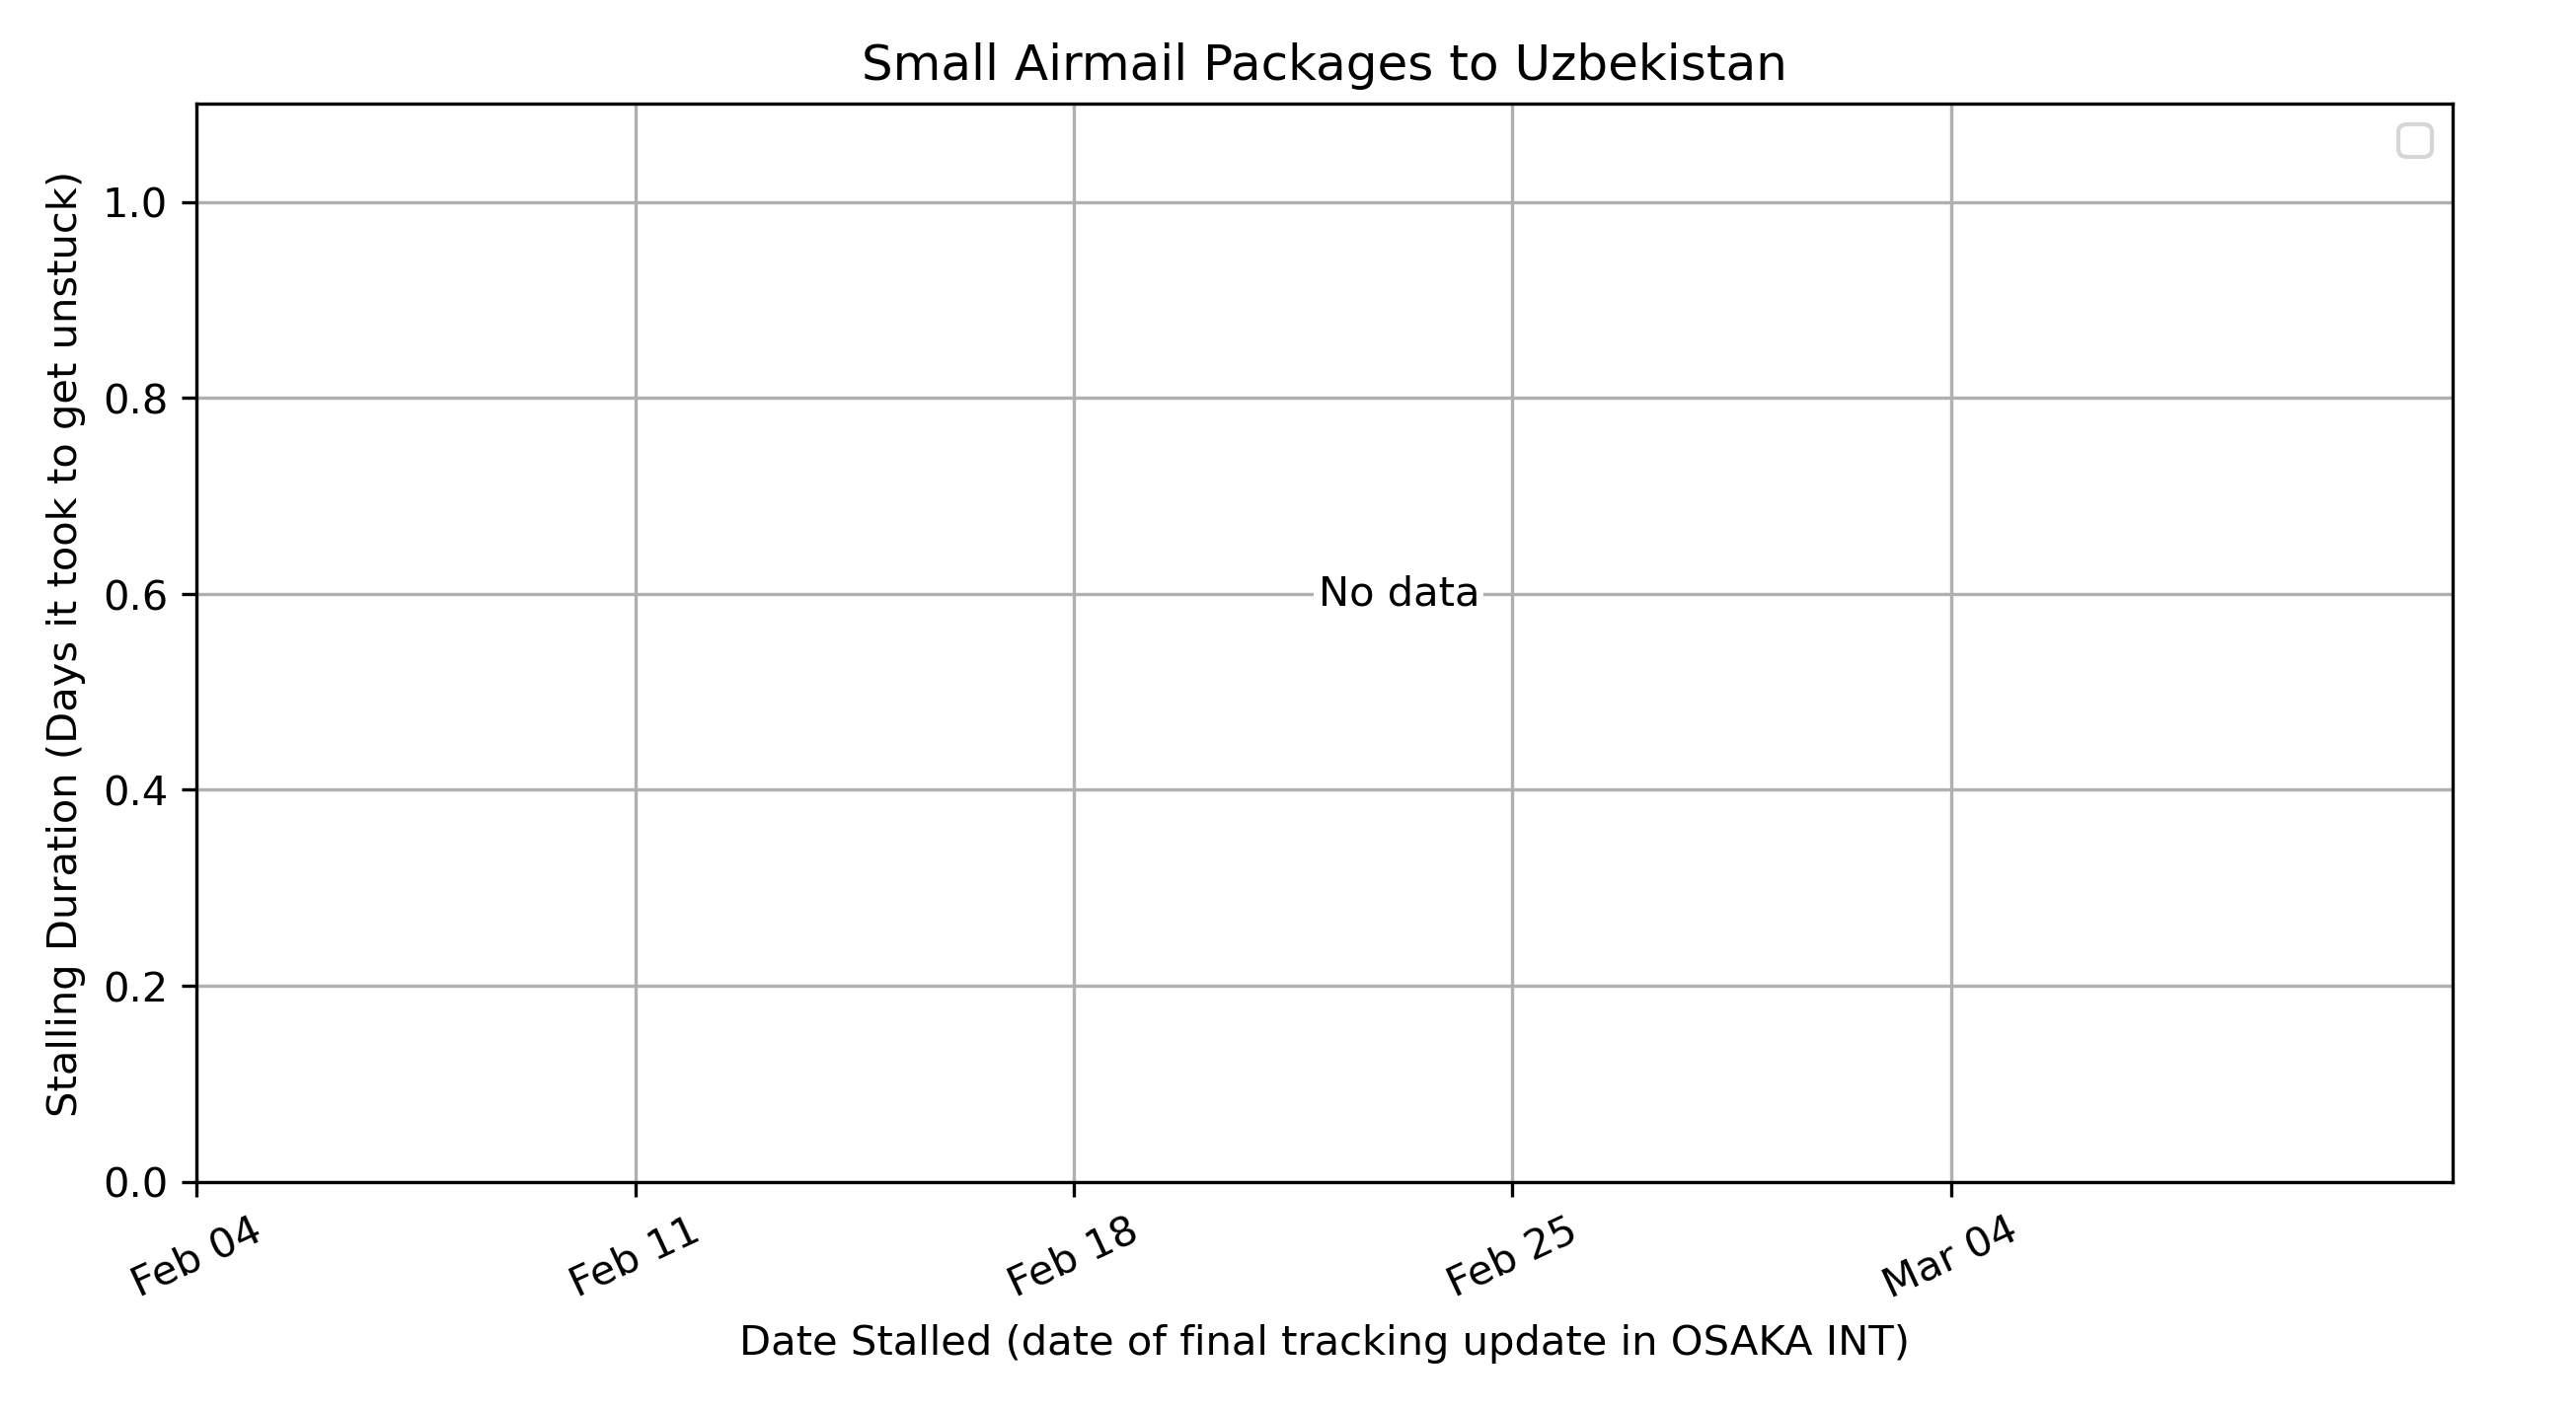 Small Airmail Packages to Uzbekistan
Stalling Duration (Days it took to get unstuck)
1.0
0.8
0.6
0.4
0.2
0.0
No data
Feb 04
Feb 11
Feb 18
Feb 25
Mar 04
Date Stalled (date of final tracking update in OSAKA INT)